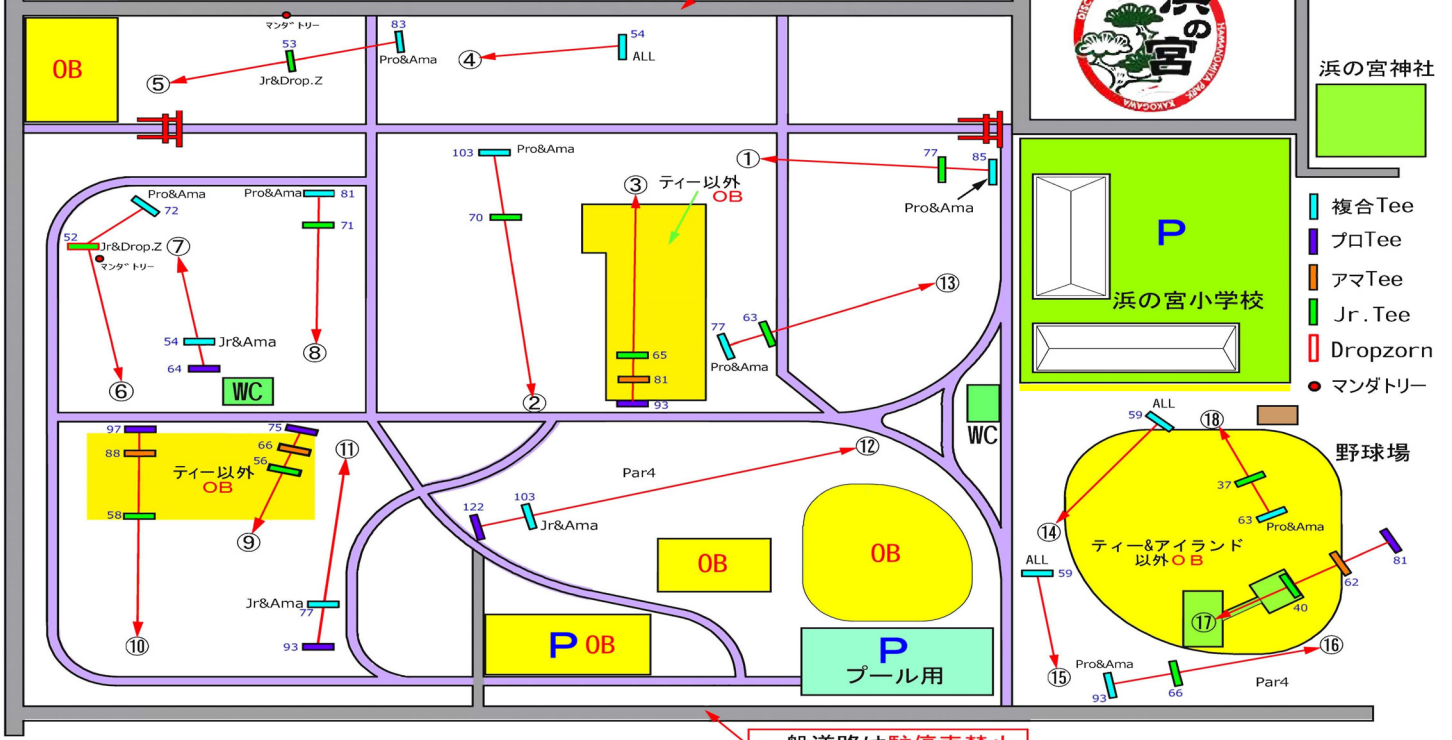 マンダトリー
83
Pro&Ama
53
Jr&Drop.Z
⑤
OB
54
ALL
④
浜の宮
HAMANOMIYA PARK
KAKOGAWA
DISC
浜の宮神社
103
Pro&Ama
70
②
①
77
85
Pro&Ama
③
ティー以外
OB
65
81
93
Pro&Ama
72
52
Jr&Drop.Z
マンダトリー
⑥
⑦
54
Jr&Ama
64
Pro&Ama
81
71
⑧
WC
⑬
63
77
Pro&Ama
P
浜の宮小学校
複合Tee
プロTee
アマTee
Jr.Tee
Dropzorn
マンダトリー
WC
97
88
58
⑩
ティー以外
OB
75
66
56
⑨
⑪
Jr&Ama
77
93
⑫
Par4
122
103
Jr&Ama
OB
OB
P OB
P
プール用
59
ALL
⑭
⑱
37
63
Pro&Ama
野球場
ティー&アイランド
以外OB
81
62
40
⑰
ALL
59
⑮
Pro&Ama
93
66
Par4
⑯